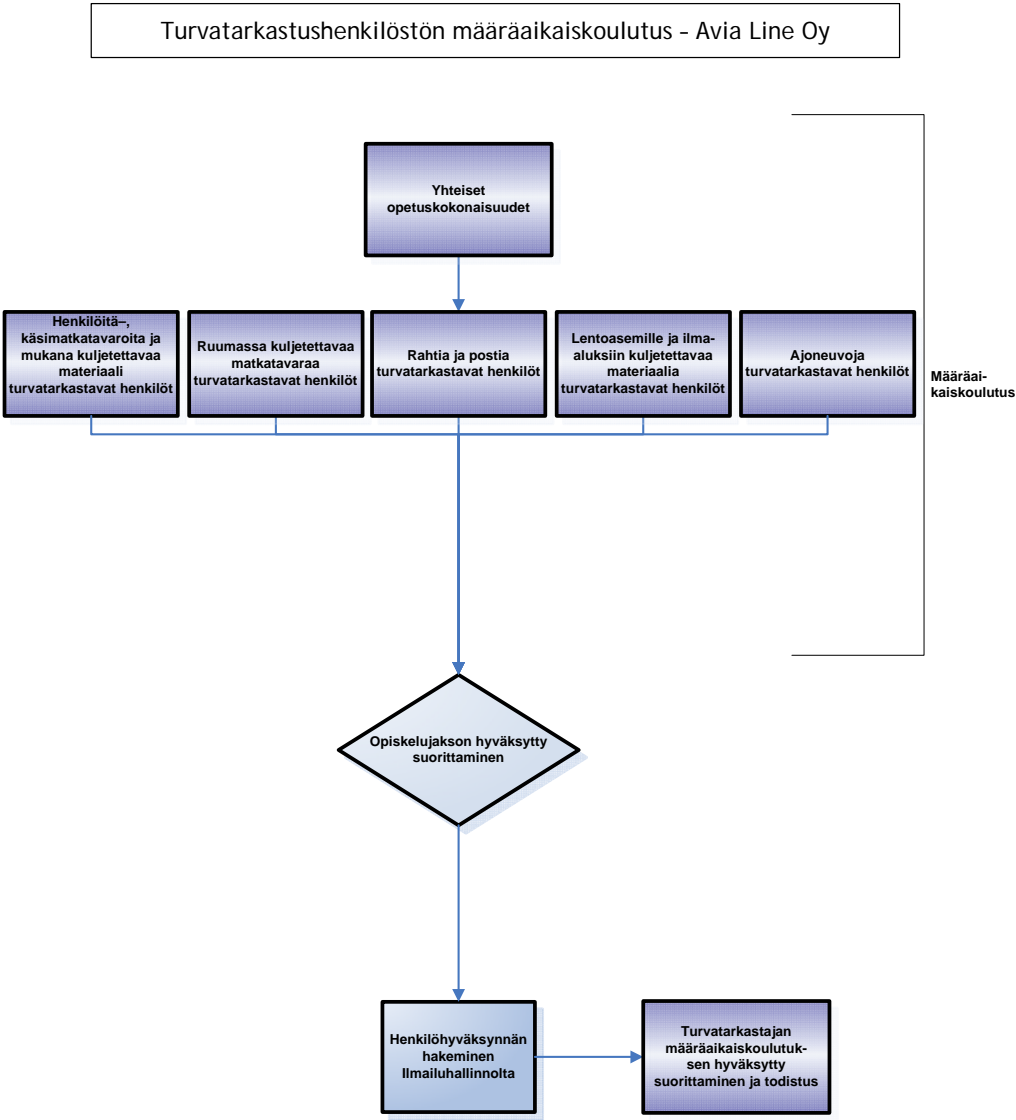 Turvatarkastushenkilöstön määräaikaiskoulutus - Avia Line Oy
Yhteiset
opetuskokonaisuudet
Henkilöitä–,
käsimatkatavaroita ja
mukana kuljetettavaa
materiaali
turvatarkastavat henkilöt
Ruumassa kuljetettavaa
matkatavaraa
turvatarkastavat henkilöt
Rahtia ja postia
turvatarkastavat henkilöt
Lentoasemille ja ilma-
aluksiin kuljetettavaa
materiaalia
turvatarkastavat henkilöt
Ajoneuvoja
turvatarkastavat henkilöt
Määräai-
kaiskoulutus
Opiskelujakson hyväksytty
suorittaminen
Henkilöhyväksynnän
hakeminen
Ilmailuhallinnolta
Turvatarkastajan
määräaikaiskoulutuk-
sen hyväksytty
suorittaminen ja todistus